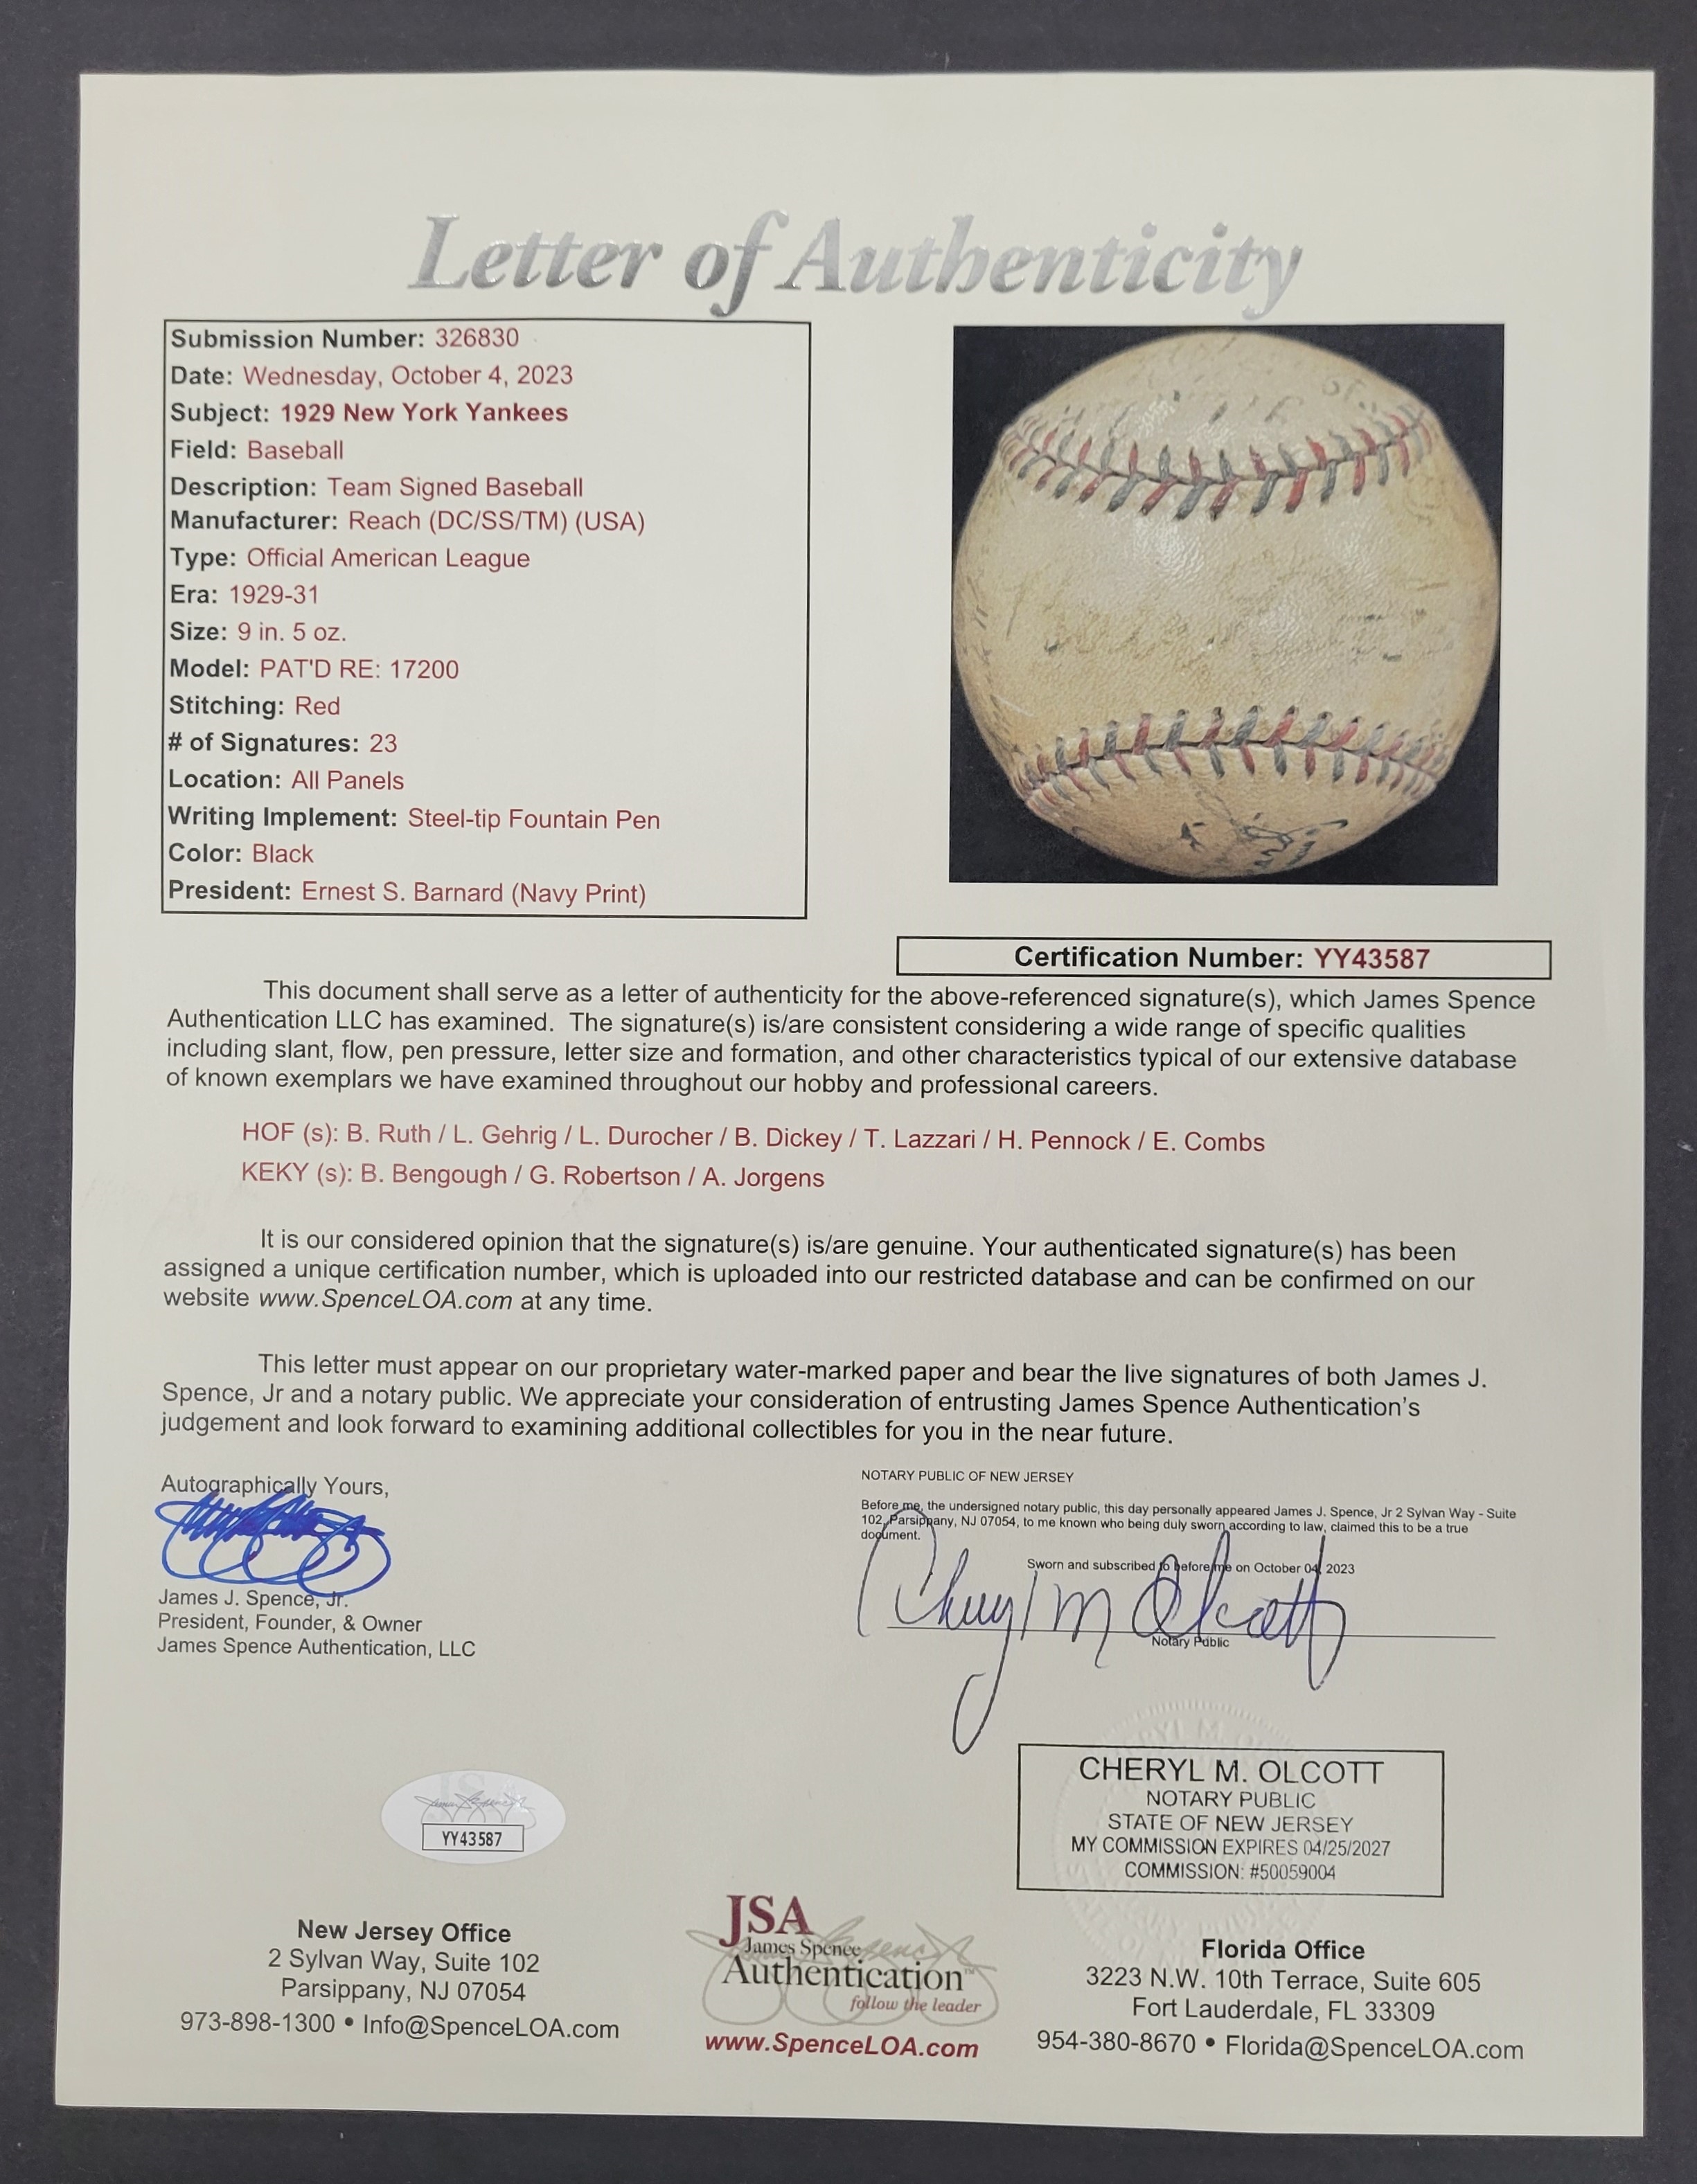 Letter of Authenticity
Submission Number: 326830
Date: Wednesday, October 4, 2023
Subject: 1929 New York Yankees
Field: Baseball
Description: Team Signed Baseball
Manufacturer: Reach (DC/SS/TM) (USA)
Type: Official American League
Era: 1929-31
Size: 9 in. 5 oz.
Model: PAT'D RE: 17200
Stitching: Red
# of Signatures: 23
Location: All Panels
Writing Implement: Steel-tip Fountain Pen
Color: Black
President: Ernest S. Barnard (Navy Print)
Certification Number: YY43587
This document shall serve as a letter of authenticity for the above-referenced signature(s), which James Spence
Authentication LLC has examined. The signature(s) is/are consistent considering a wide range of specific qualities
including slant, flow, pen pressure, letter size and formation, and other characteristics typical of our extensive database
of known exemplars we have examined throughout our hobby and professional careers.
HOF (s): B. Ruth / L. Gehrig / L. Durocher / B. Dickey / T. Lazzari / H. Pennock / E. Combs
KEKY (s): B. Bengough / G. Robertson / A. Jorgens
It is our considered opinion that the signature(s) is/are genuine. Your authenticated signature(s) has been
assigned a unique certification number, which is uploaded into our restricted database and can be confirmed on our
website www.SpenceLOA.com at any time.
This letter must appear on our proprietary water-marked paper and bear the live signatures of both James J.
Spence, Jr and a notary public. We appreciate your consideration of entrusting James Spence Authentication's
judgement and look forward to examining additional collectibles for you in the near future.
Autographically Yours,
James J. Spence, Jr.
President, Founder, & Owner
James Spence Authentication, LLC
NOTARY PUBLIC OF NEW JERSEY
Before me, the undersigned notary public, this day personally appeared James J. Spence, Jr 2 Sylvan Way - Suite
102, Parsippany, NJ 07054, to me known who being duly sworn according to law, claimed this to be a true
document.
Sworn and subscribed to before me on October 04, 2023
Cheryl M Olcott
Notary Public
CHERYL M. OLCOTT
NOTARY PUBLIC
STATE OF NEW JERSEY
MY COMMISSION EXPIRES 04/25/2027
COMMISSION: #50059004
JSA
YY43587
New Jersey Office
2 Sylvan Way, Suite 102
Parsippany, NJ 07054
973-898-1300 • Info@SpenceLOA.com
JSA
James Spence
Authentication™
follow the leader
www.SpenceLOA.com
Florida Office
3223 N.W. 10th Terrace, Suite 605
Fort Lauderdale, FL 33309
954-380-8670 • Florida@SpenceLOA.com